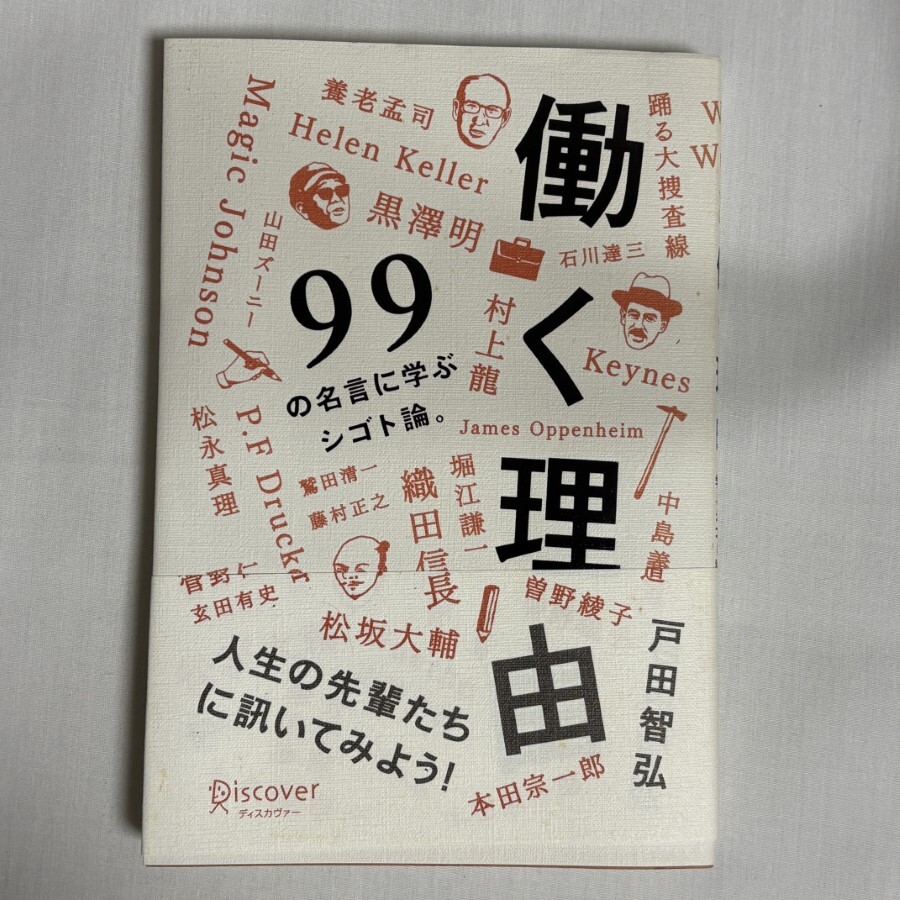 働く理由
99
の名言に学ぶ
シゴト論。
戸田智弘
養老孟司
Helen Keller
黒澤明
Magic Johnson
山田ズーニー
踊る大捜査線
W
W
石川達三
村上龍
Keynes
James Oppenheim
松永真理
P.F Druckr
鷲田清一
藤村正之
織田信長
堀江謙一
中島義道
菅野仁
玄田有史
松坂大輔
曽野綾子
本田宗一郎
人生の先輩たち
に訊いてみよう!
Discover
ディスカヴァー